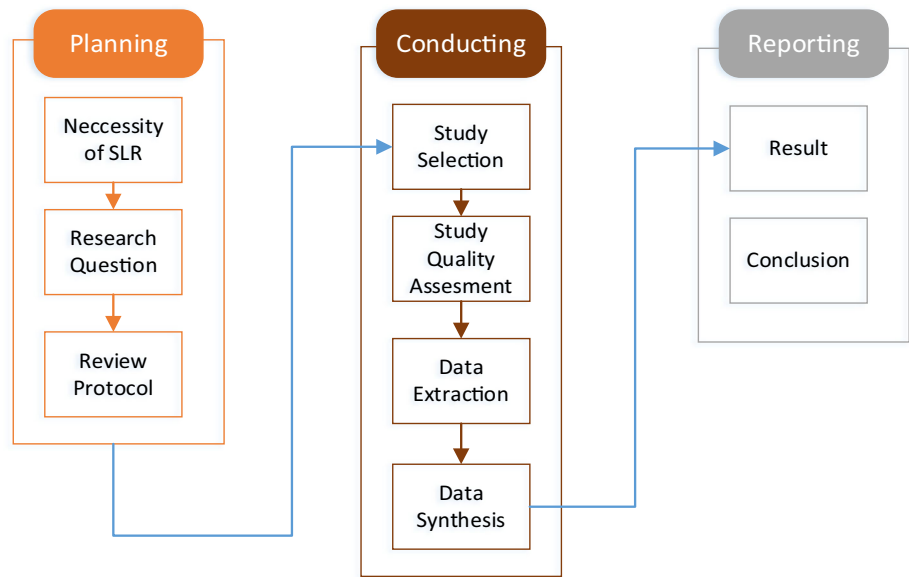 Planning
Neccessity
of SLR
Research
Question
Review
Protocol
Conducting
Study
Selection
Study
Quality
Assesment
Data
Extraction
Data
Synthesis
Reporting
Result
Conclusion